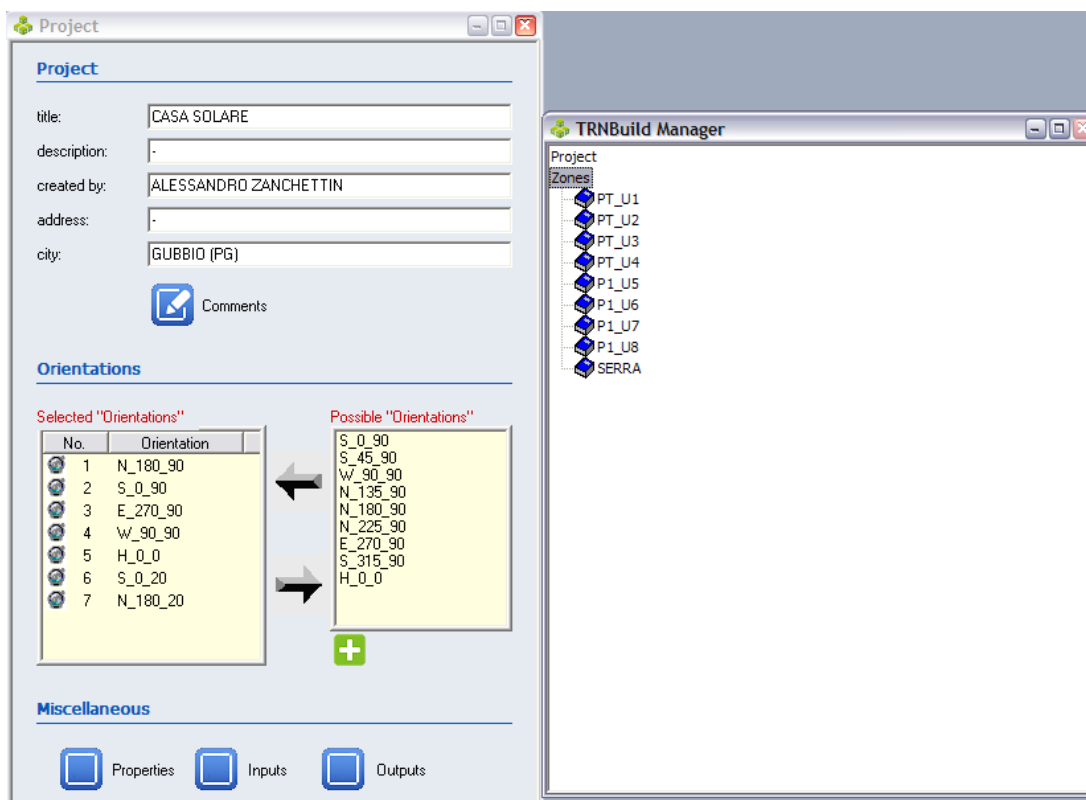 Project
Project
title: CASA SOLARE
description: -
created by: ALESSANDRO ZANCHETTIN
address: -
city: GUBBIO (PG)
Comments
Orientations
Selected "Orientations"
No. Orientation
1 N_180_90
2 S_0_90
3 E_270_90
4 W_90_90
5 H_0_0
6 S_0_20
7 N_180_20
Possible "Orientations"
S_0_90
S_45_90
W_90_90
N_135_90
N_180_90
N_225_90
E_270_90
S_315_90
H_0_0
Miscellaneous
Properties Inputs Outputs
TRNBuild Manager
Project
Zones
PT_U1
PT_U2
PT_U3
PT_U4
P1_U5
P1_U6
P1_U7
P1_U8
SERRA